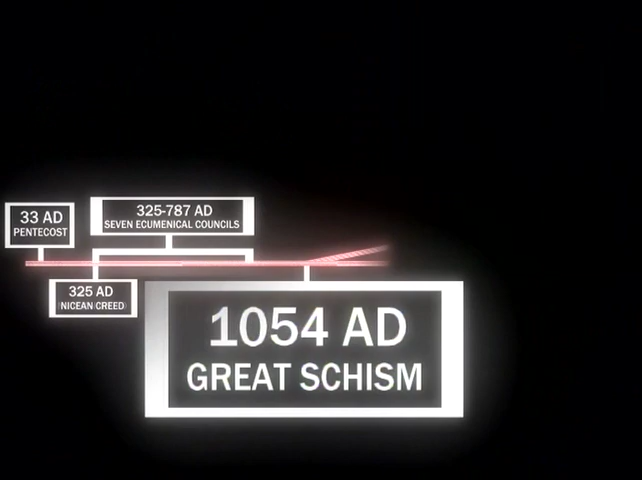 33 AD
PENTECOST
325-787 AD
SEVEN ECUMENICAL COUNCILS
325 AD
NICEAN CREED
1054 AD
GREAT SCHISM